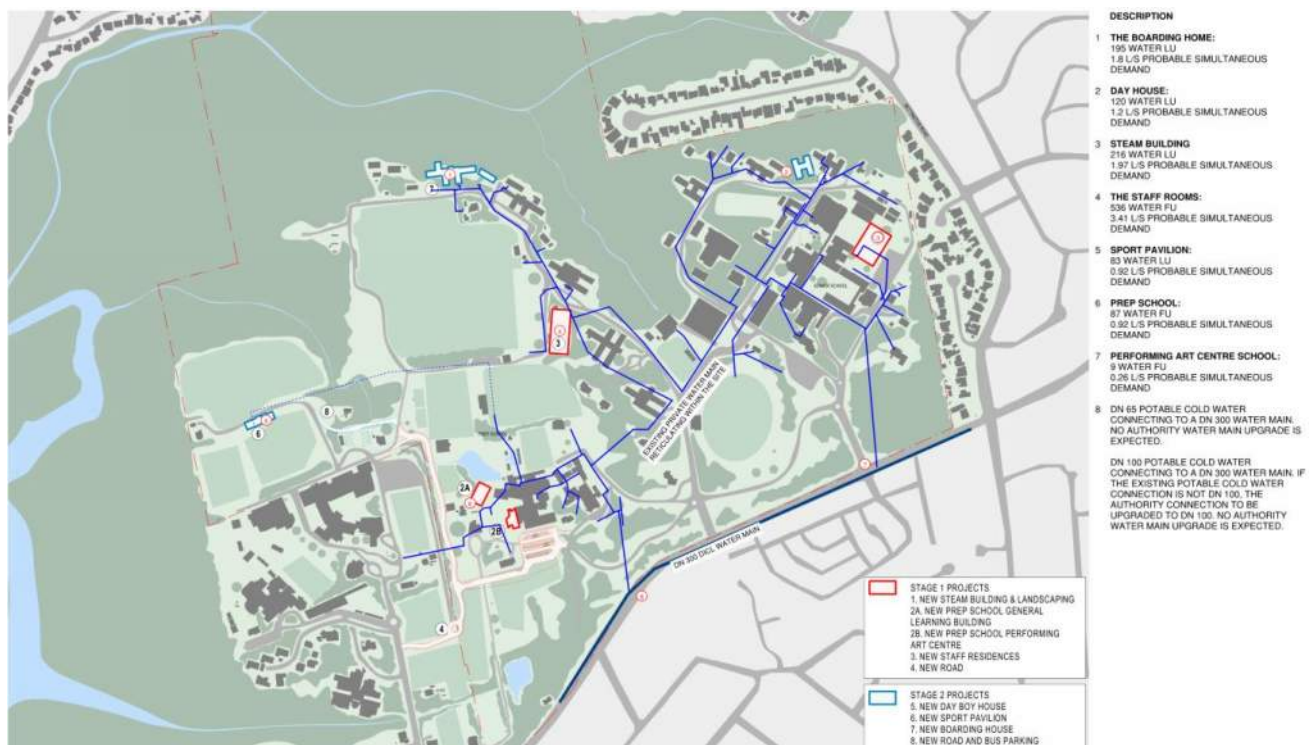 DESCRIPTION
1 THE BOARDING HOME:
195 WATER LU
1.8 L/S PROBABLE SIMULTANEOUS
DEMAND
2 DAY HOUSE:
120 WATER LU
1.2 L/S PROBABLE SIMULTANEOUS
DEMAND
3 STEAM BUILDING
216 WATER LU
1.97 L/S PROBABLE SIMULTANEOUS
DEMAND
4 THE STAFF ROOMS:
536 WATER FU
3.41 L/S PROBABLE SIMULTANEOUS
DEMAND
5 SPORT PAVILION:
83 WATER LU
0.92 L/S PROBABLE SIMULTANEOUS
DEMAND
6 PREP SCHOOL:
87 WATER FU
0.92 L/S PROBABLE SIMULTANEOUS
DEMAND
7 PERFORMING ART CENTRE SCHOOL:
9 WATER FU
0.26 L/S PROBABLE SIMULTANEOUS
DEMAND
8 DN 65 POTABLE COLD WATER
CONNECTING TO A DN 300 WATER MAIN.
NO AUTHORITY WATER MAIN UPGRADE IS
EXPECTED.
DN 100 POTABLE COLD WATER
CONNECTING TO A DN 300 WATER MAIN. IF
THE EXISTING POTABLE COLD WATER
CONNECTION IS NOT DN 100, THE
AUTHORITY CONNECTION TO BE
UPGRADED TO DN 100. NO AUTHORITY
WATER MAIN UPGRADE IS EXPECTED.
7
3
8
6
2A
2B
4
EXISTING PRIVATE WATER MAIN
RETICULATING WITHIN THE SITE
DN 300 DICL WATER MAIN
STAGE 1 PROJECTS
1. NEW STEAM BUILDING & LANDSCAPING
2A. NEW PREP SCHOOL GENERAL
LEARNING BUILDING
2B. NEW PREP SCHOOL PERFORMING
ART CENTRE
3. NEW STAFF RESIDENCES
4. NEW ROAD
STAGE 2 PROJECTS
5. NEW DAY BOY HOUSE
6. NEW SPORT PAVILION
7. NEW BOARDING HOUSE
8. NEW ROAD AND BUS PARKING